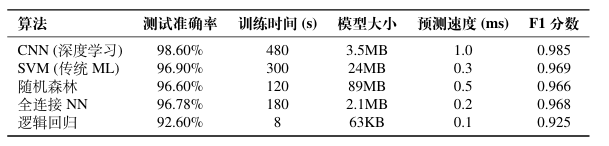 算法 测试准确率 训练时间 (s) 模型大小 预测速度 (ms) F1 分数
CNN (深度学习) 98.60% 480 3.5MB 1.0 0.985
SVM (传统 ML) 96.90% 300 24MB 0.3 0.969
随机森林 96.60% 120 89MB 0.5 0.966
全连接 NN 96.78% 180 2.1MB 0.2 0.968
逻辑回归 92.60% 8 63KB 0.1 0.925